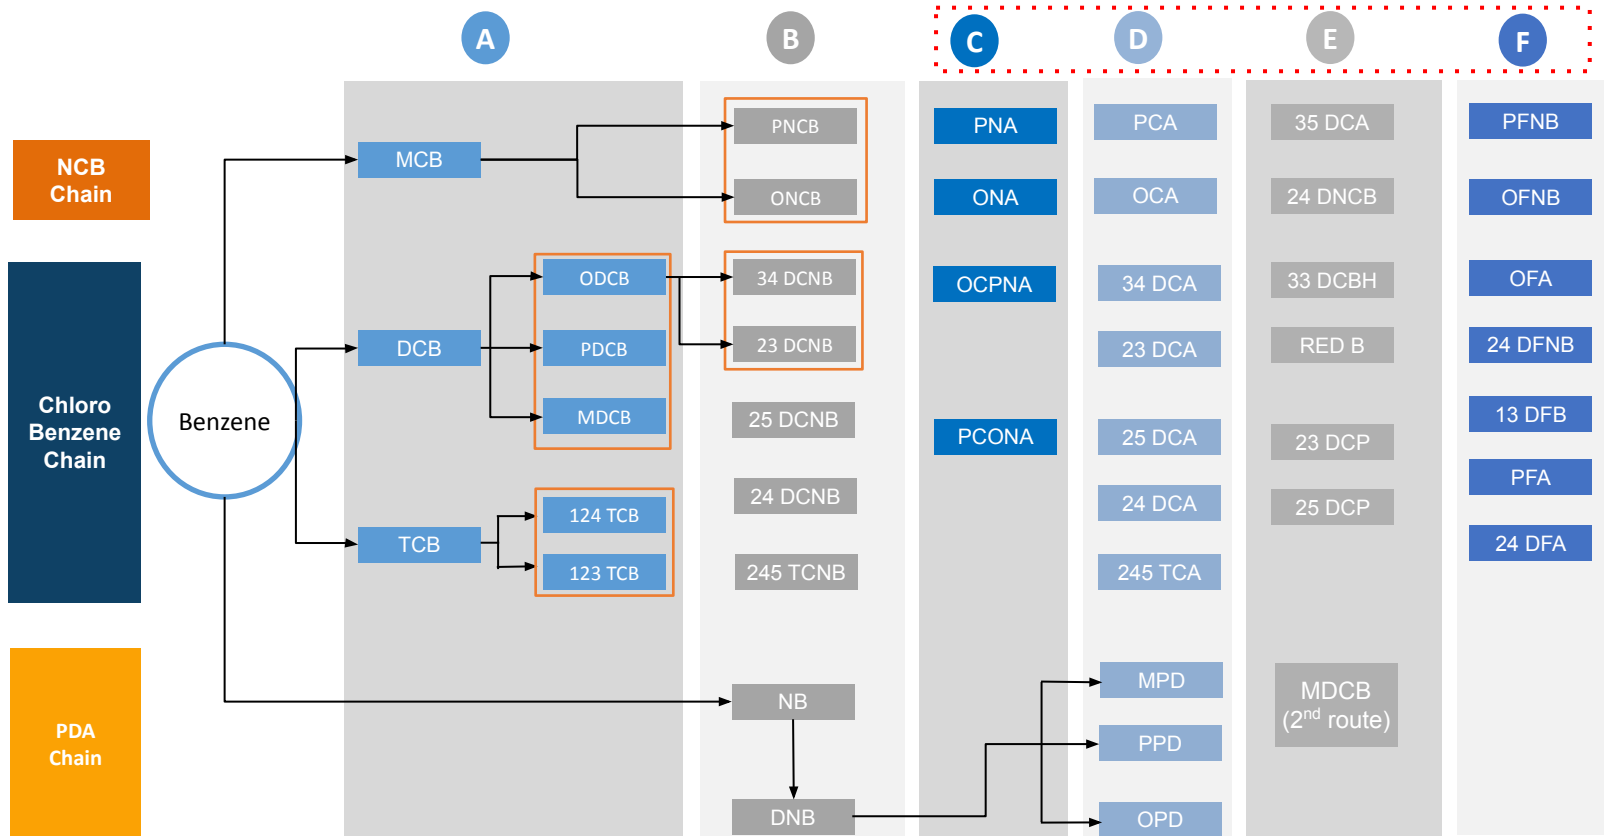 A
B
C
D
E
F
NCB
Chain
Chloro
Benzene
Chain
PDA
Chain
Benzene
MCB
DCB
TCB
ODCB
PDCB
MDCB
124 TCB
123 TCB
PNCB
ONCB
34 DCNB
23 DCNB
25 DCNB
24 DCNB
245 TCNB
NB
DNB
PNA
ONA
OCPNA
PCONA
PCA
OCA
34 DCA
23 DCA
25 DCA
24 DCA
245 TCA
MPD
PPD
OPD
35 DCA
24 DNCB
33 DCBH
RED B
23 DCP
25 DCP
MDCB
(2nd route)
PFNB
OFNB
OFA
24 DFNB
13 DFB
PFA
24 DFA